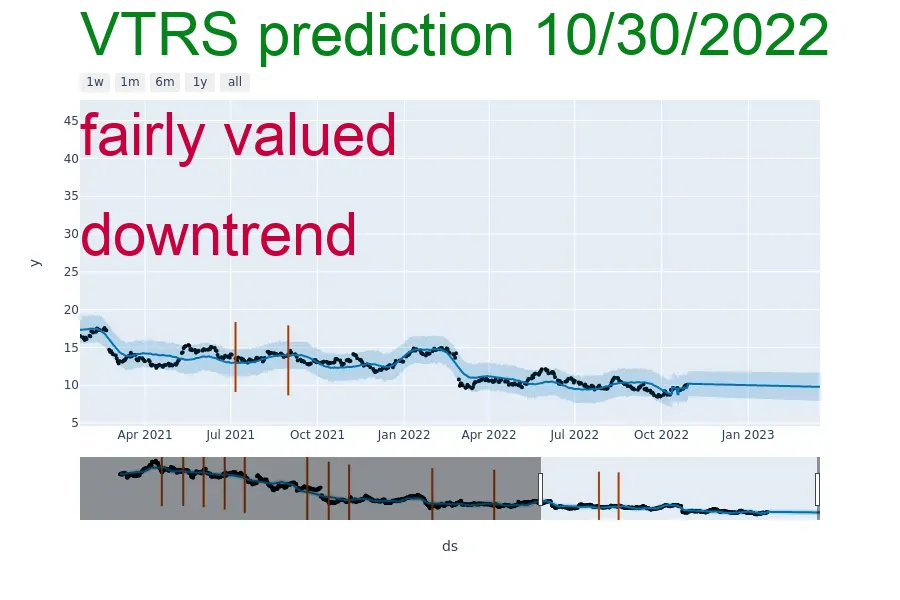 VTRS prediction 10/30/2022
1w 1m 6m 1y all
fairly valued
downtrend
45
40
35
30
25
20
15
10
5
y
Apr 2021 Jul 2021 Oct 2021 Jan 2022 Apr 2022 Jul 2022 Oct 2022 Jan 2023
ds